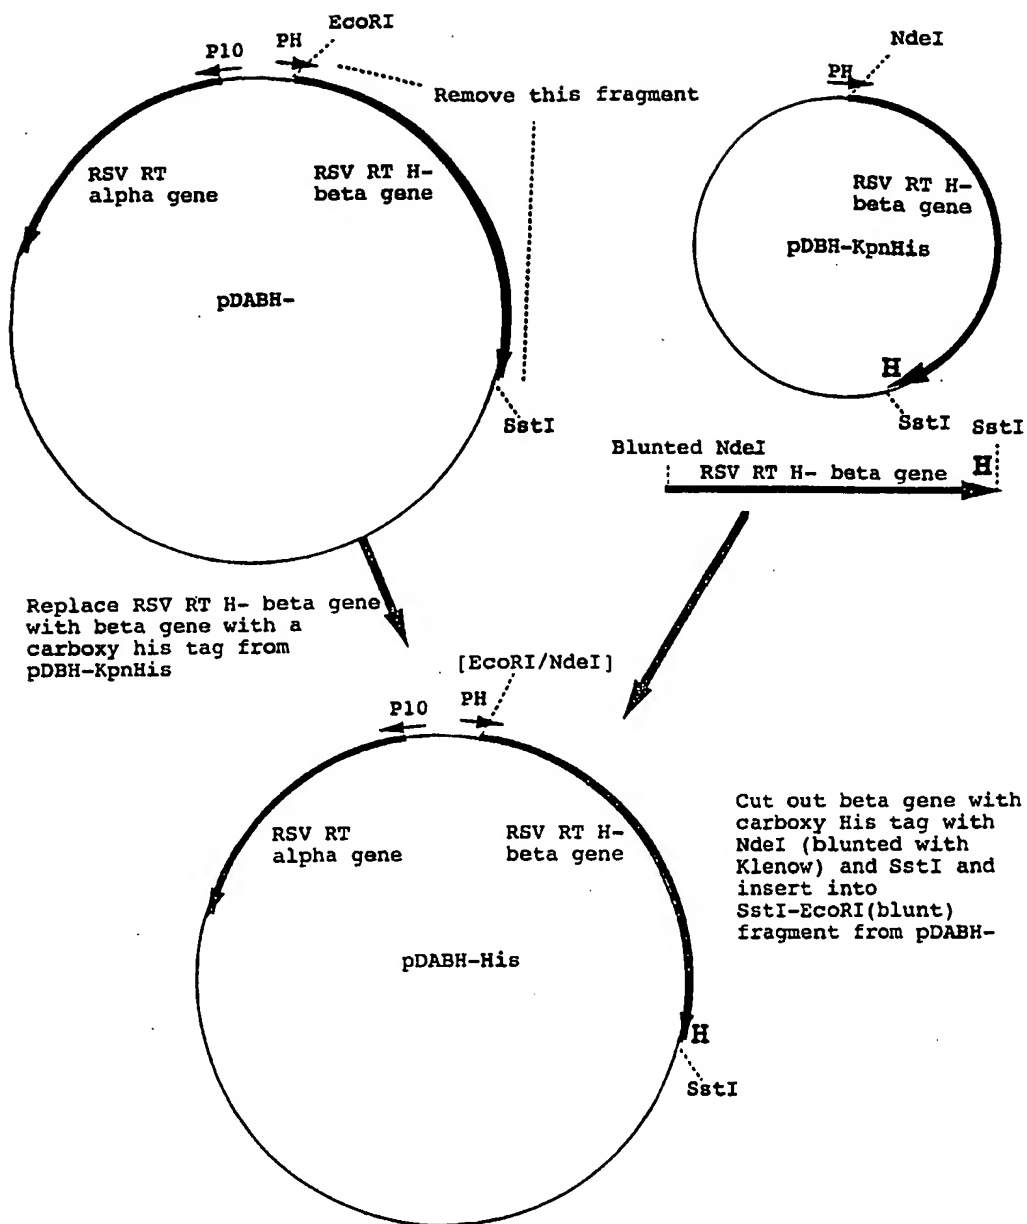 EcoRI
P10
PH
Remove this fragment
RSV RT
alpha gene
RSV RT H-
beta gene
pDABH-
SstI
NdeI
PH
RSV RT H-
beta gene
pDBH-KpnHis
H
SstI
SstI
Blunted NdeI
RSV RT H- beta gene
H
Replace RSV RT H- beta gene
with beta gene with a
carboxy his tag from
pDBH-KpnHis
[EcoRI/NdeI]
P10
PH
RSV RT
alpha gene
RSV RT H-
beta gene
pDABH-His
H
SstI
Cut out beta gene with
carboxy His tag with
NdeI (blunted with
Klenow) and SstI and
insert into
SstI-EcoRI(blunt)
fragment from pDABH-